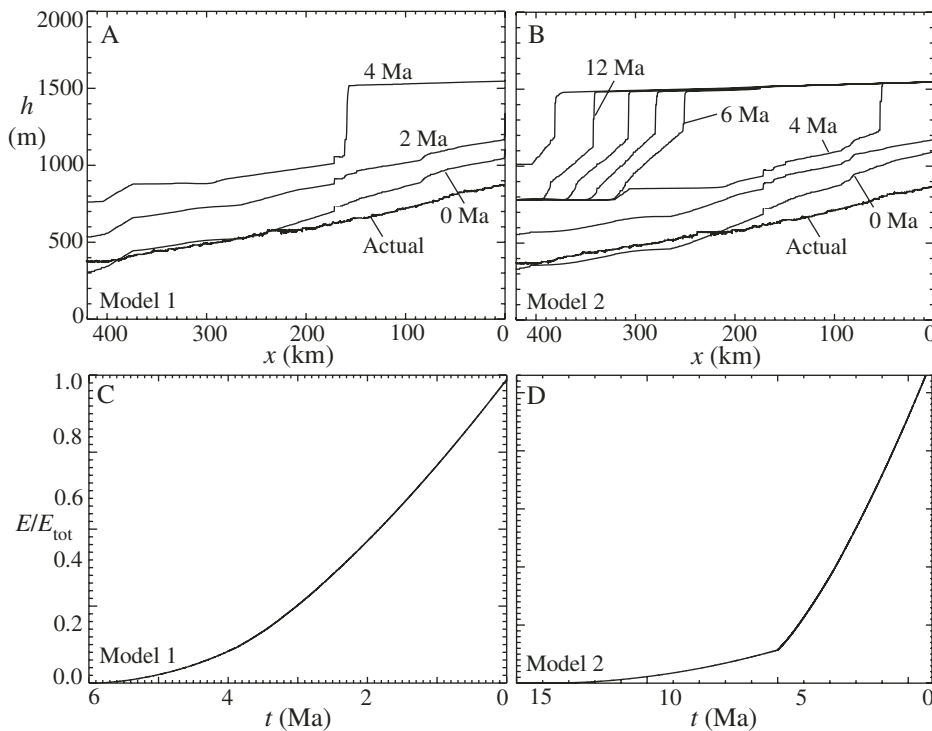 2000
A
B
1500
4 Ma
12 Ma
h
(m)
6 Ma
4 Ma
2 Ma
1000
0 Ma
0 Ma
500
Actual
Actual
Model 1
Model 2
0
400 300 200 100 0
400 300 200 100 0
x (km)
x (km)
1.0
C
D
0.8
0.6
E/Etot
0.4
0.2
Model 1
Model 2
0.0
6 4 2 0
15 10 5 0
t (Ma)
t (Ma)